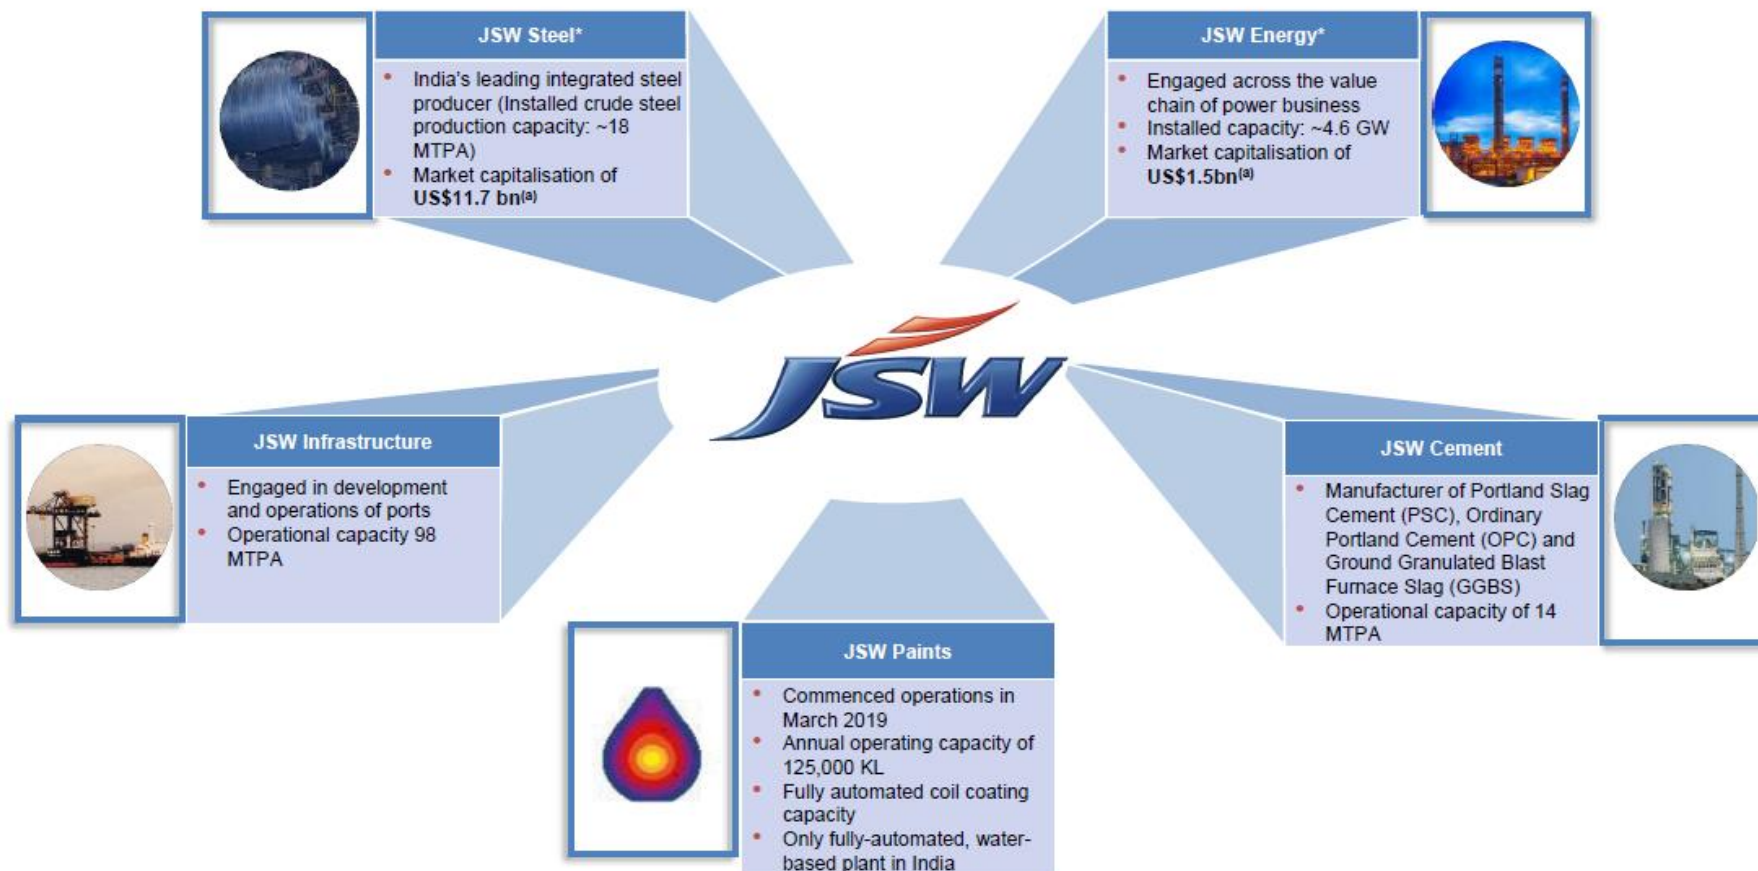 JSW Steel*
• India's leading integrated steel
producer (Installed crude steel
production capacity: ~18
MTPA)
• Market capitalisation of
US$11.7 bn(a)
JSW Energy*
• Engaged across the value
chain of power business
• Installed capacity: ~4.6 GW
• Market capitalisation of
US$1.5bn(a)
JSW
JSW Infrastructure
• Engaged in development
and operations of ports
• Operational capacity 98
MTPA
JSW Cement
• Manufacturer of Portland Slag
Cement (PSC), Ordinary
Portland Cement (OPC) and
Ground Granulated Blast
Furnace Slag (GGBS)
• Operational capacity of 14
MTPA
JSW Paints
• Commenced operations in
March 2019
• Annual operating capacity of
125,000 KL
• Fully automated coil coating
capacity
• Only fully-automated, water-
based plant in India